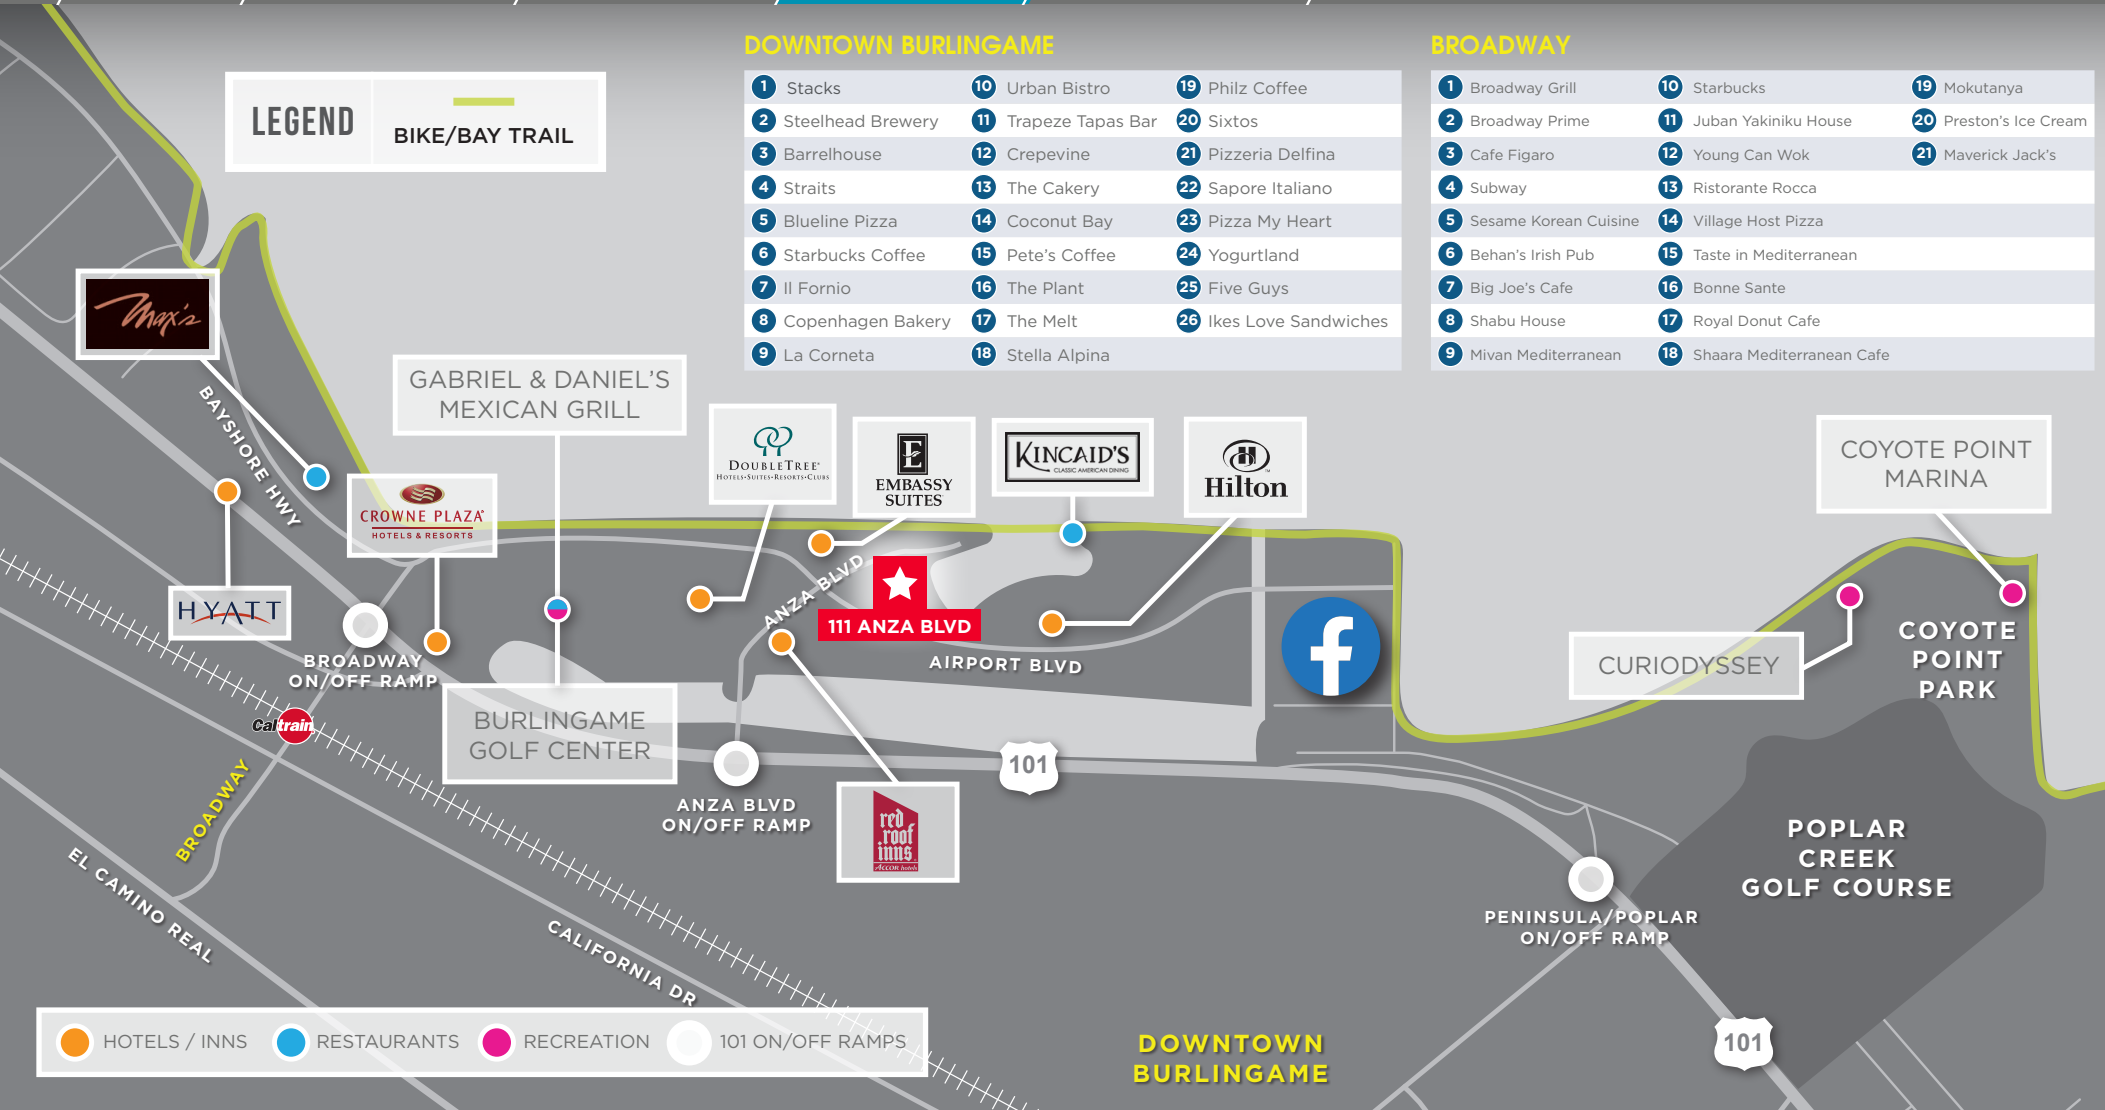 DOWNTOWN BURLINGAME
1 Stacks
2 Steelhead Brewery
3 Barrelhouse
4 Straits
5 Blueline Pizza
6 Starbucks Coffee
7 Il Fornio
8 Copenhagen Bakery
9 La Corneta
10 Urban Bistro
11 Trapeze Tapas Bar
12 Crepevine
13 The Cakery
14 Coconut Bay
15 Pete's Coffee
16 The Plant
17 The Melt
18 Stella Alpina
19 Philz Coffee
20 Sixtos
21 Pizzeria Delfina
22 Sapore Italiano
23 Pizza My Heart
24 Yogurtland
25 Five Guys
26 Ikes Love Sandwiches
BROADWAY
1 Broadway Grill
2 Broadway Prime
3 Cafe Figaro
4 Subway
5 Sesame Korean Cuisine
6 Behan's Irish Pub
7 Big Joe's Cafe
8 Shabu House
9 Mivan Mediterranean
10 Starbucks
11 Juban Yakiniku House
12 Young Can Wok
13 Ristorante Rocca
14 Village Host Pizza
15 Taste in Mediterranean
16 Bonne Sante
17 Royal Donut Cafe
18 Shaara Mediterranean Cafe
19 Mokutanya
20 Preston's Ice Cream
21 Maverick Jack's
LEGEND
BIKE/BAY TRAIL
Max's
BAYSHORE HWY
GABRIEL & DANIEL'S
MEXICAN GRILL
CROWNE PLAZA
HOTELS & RESORTS
DOUBLETREE®
HOTELS•SUITES•RESORTS•CLUBS
E
EMBASSY
SUITES
KINCAID'S
CLASSIC AMERICAN DINING
H
Hilton
COYOTE POINT
MARINA
HYATT
BROADWAY
ON/OFF RAMP
ANZA BLVD
111 ANZA BLVD
AIRPORT BLVD
f
CURIODYSSEY
COYOTE
POINT
PARK
Caltrain
BURLINGAME
GOLF CENTER
BROADWAY
ANZA BLVD
ON/OFF RAMP
101
red
roof
inns
Accor hotels
POPLAR
CREEK
GOLF COURSE
EL CAMINO REAL
CALIFORNIA DR
PENINSULA/POPLAR
ON/OFF RAMP
101
DOWNTOWN
BURLINGAME
HOTELS / INNS
RESTAURANTS
RECREATION
101 ON/OFF RAMPS